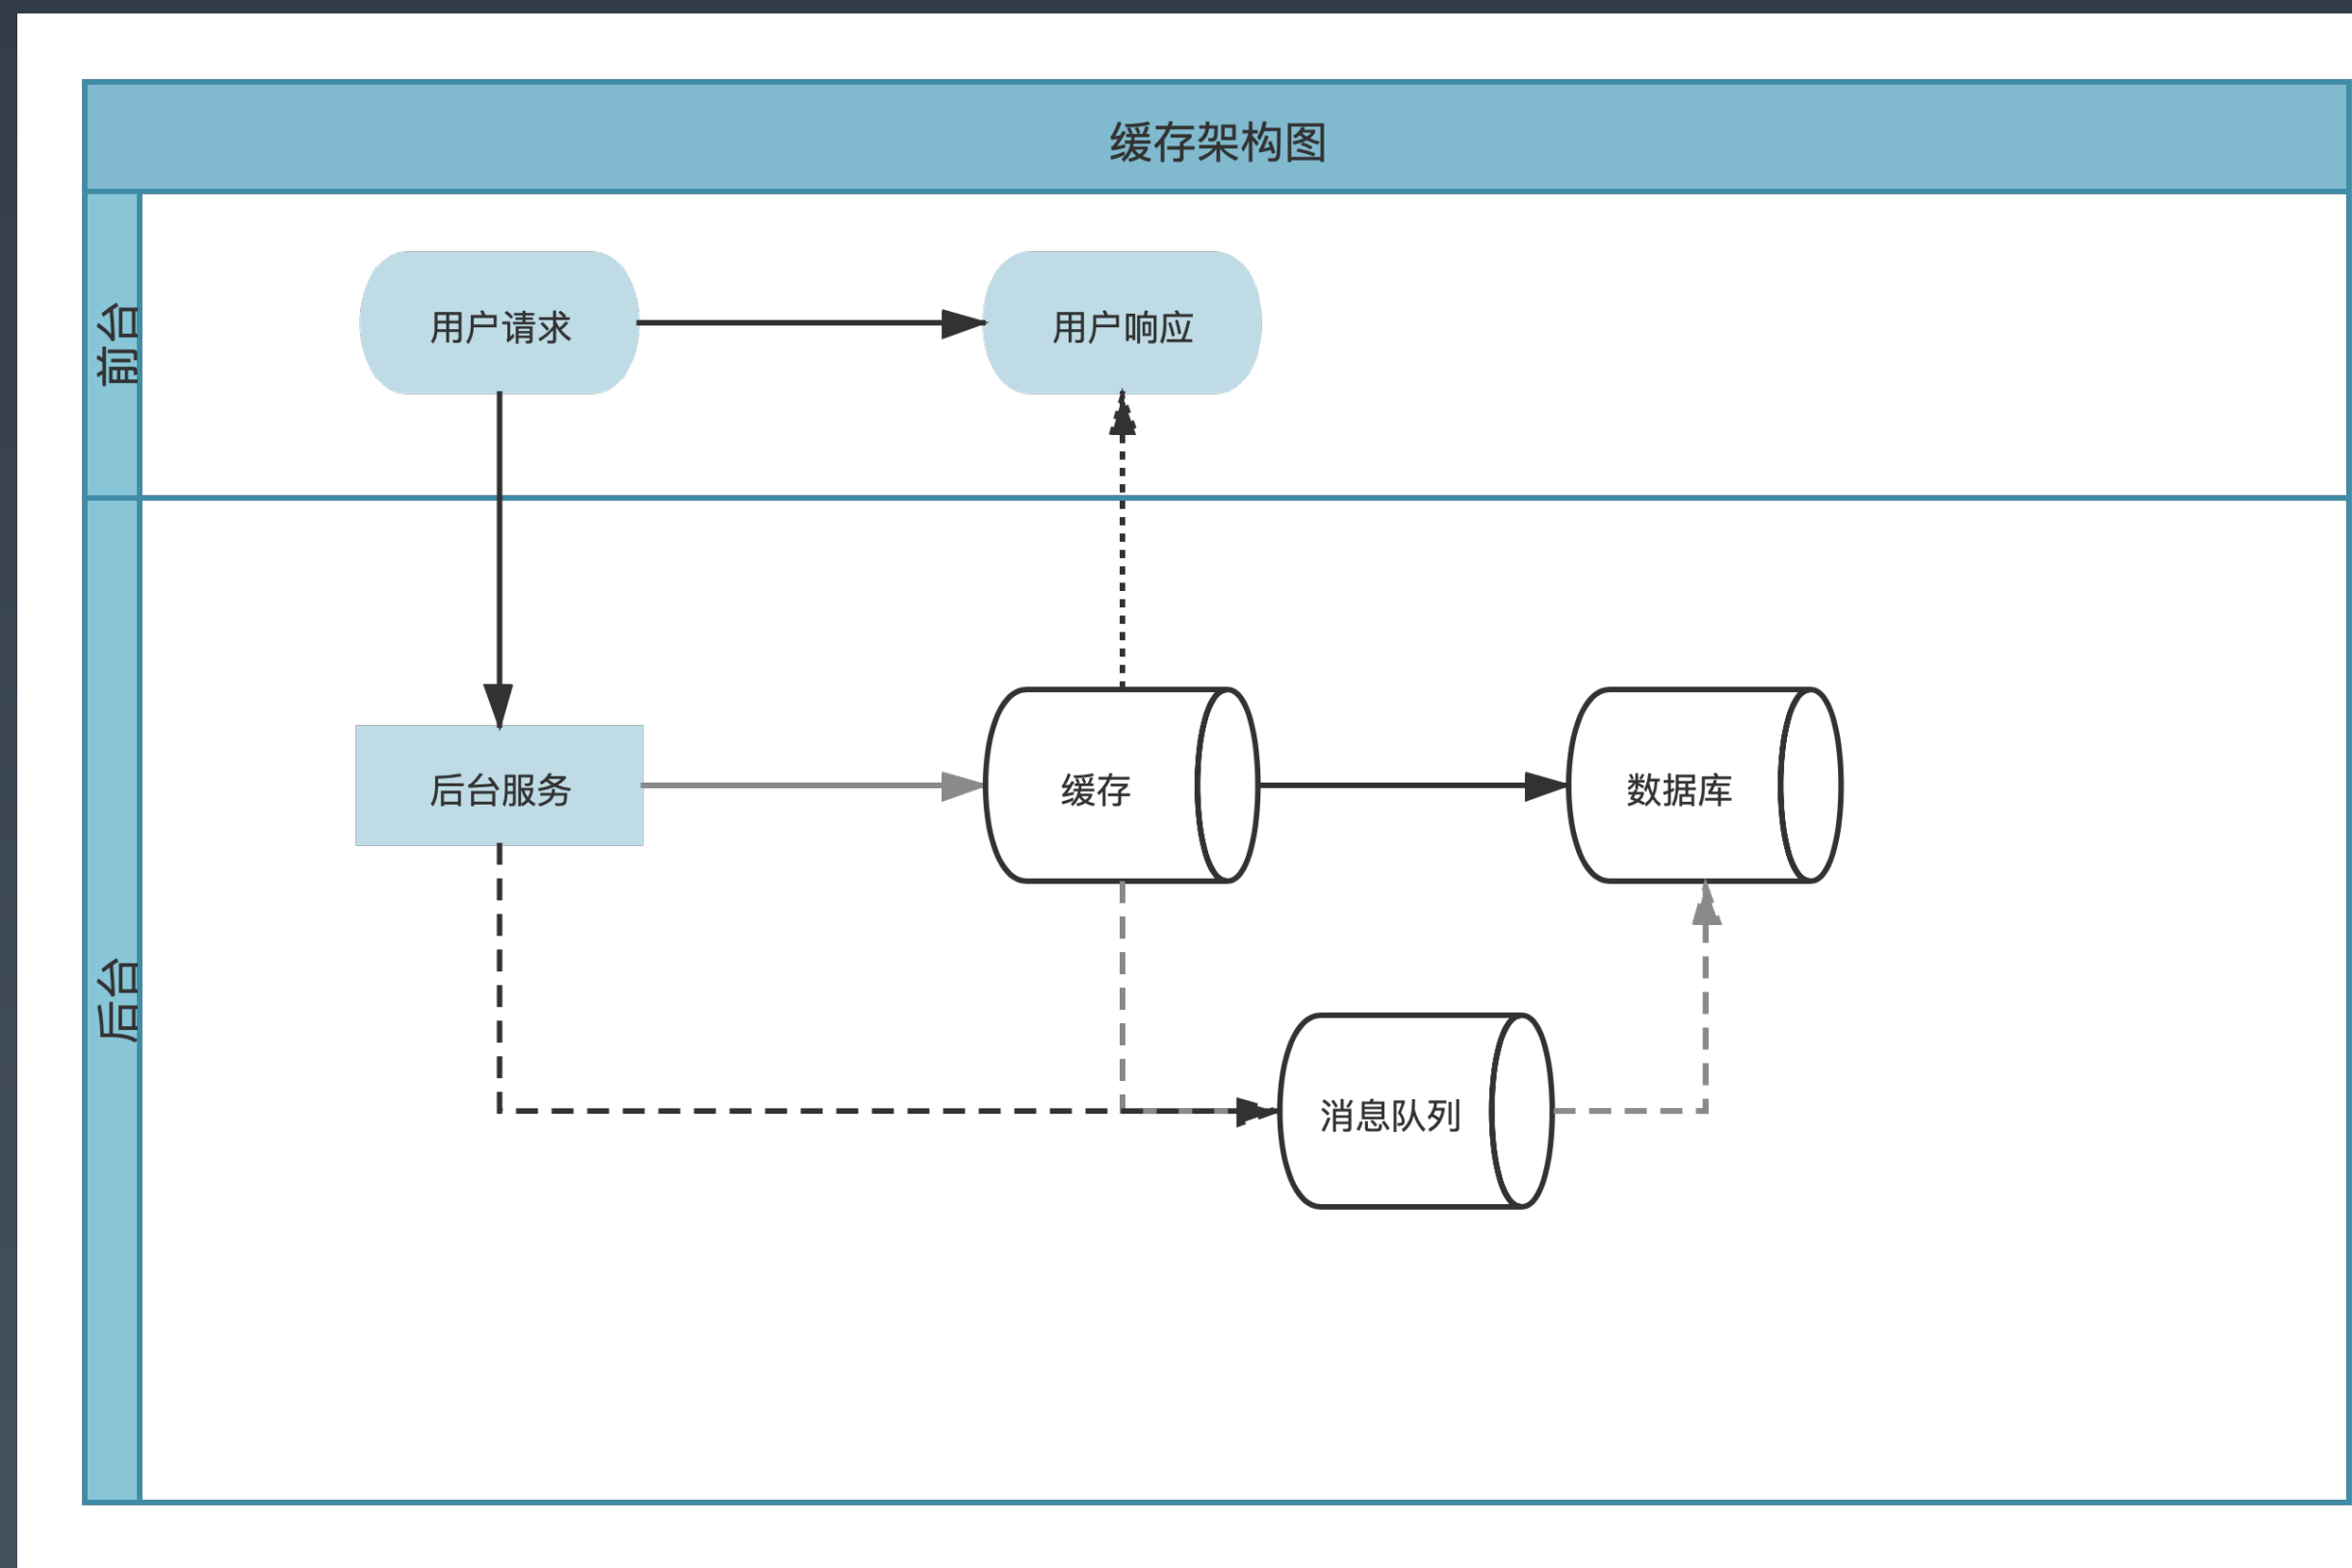 缓存架构图
前台
用户请求
用户响应
后台
后台服务
缓存
数据库
消息队列